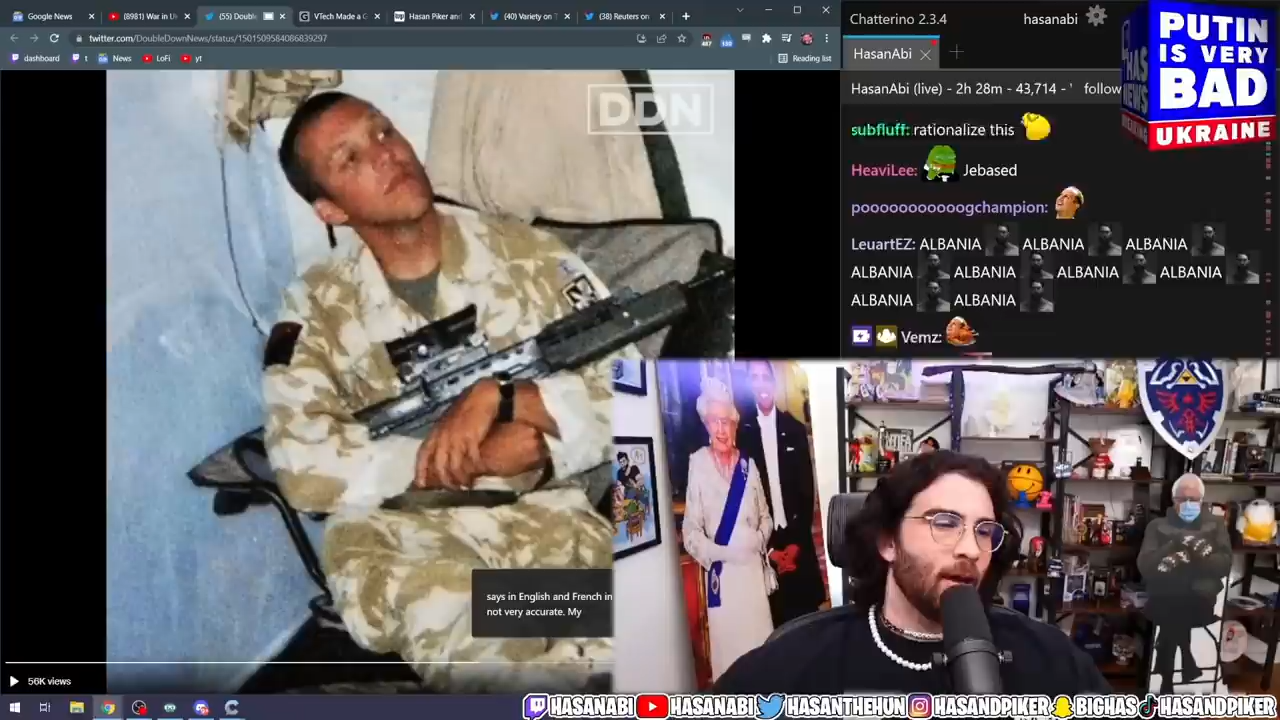 Google News
(8981) War in Uk
(55) Doubl
VTech Made a G
Hasan Piker and
(40) Variety on T
(38) Reuters on
twitter.com/DoubleDownNews/status/1501509584086839297
Reading list
dashboard
t
News
LoFi
yt
DDN
says in English and French in
not very accurate. My
56K views
Chatterino 2.3.4
hasanabi
HasanAbi
HasanAbi (live) - 2h 28m - 43,714 - '
follow
subfluff: rationalize this
HeaviLee: Jebased
pooooooooooogchampion:
LeuartEZ: ALBANIA ALBANIA ALBANIA
ALBANIA ALBANIA ALBANIA ALBANIA
ALBANIA ALBANIA
Vemz:
PUTIN
IS VERY
BAD
UKRAINE
HASANABI HASANABI HASANTHEHUN HASANDPIKER BIGHAS HASANDPIKER